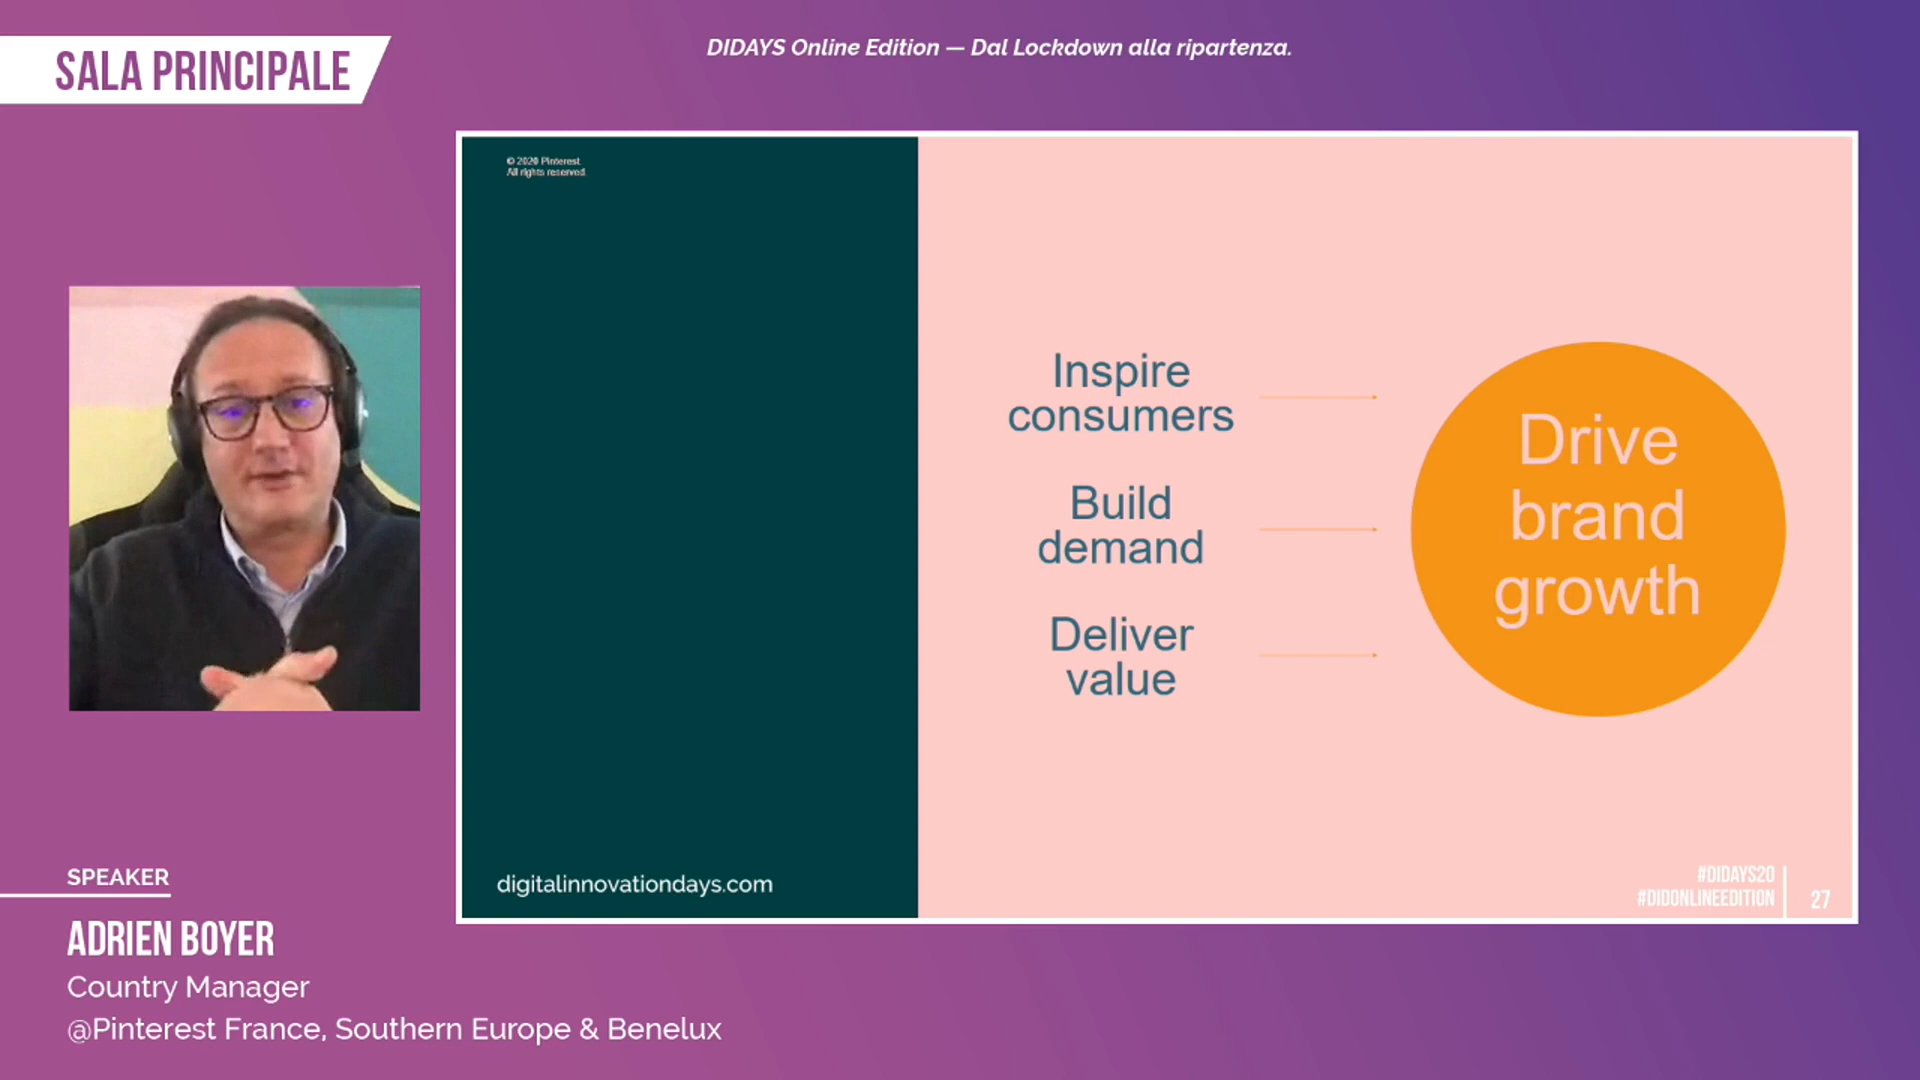 SALA PRINCIPALE
DIDAYS Online Edition — Dal Lockdown alla ripartenza.
© 2020 Pinterest.
All rights reserved.
Inspire
consumers
Build
demand
Deliver
value
Drive
brand
growth
digitalinnovationdays.com
#DIDAYS20
#DIDONLINEEDITION
27
SPEAKER
ADRIEN BOYER
Country Manager
@Pinterest France, Southern Europe & Benelux